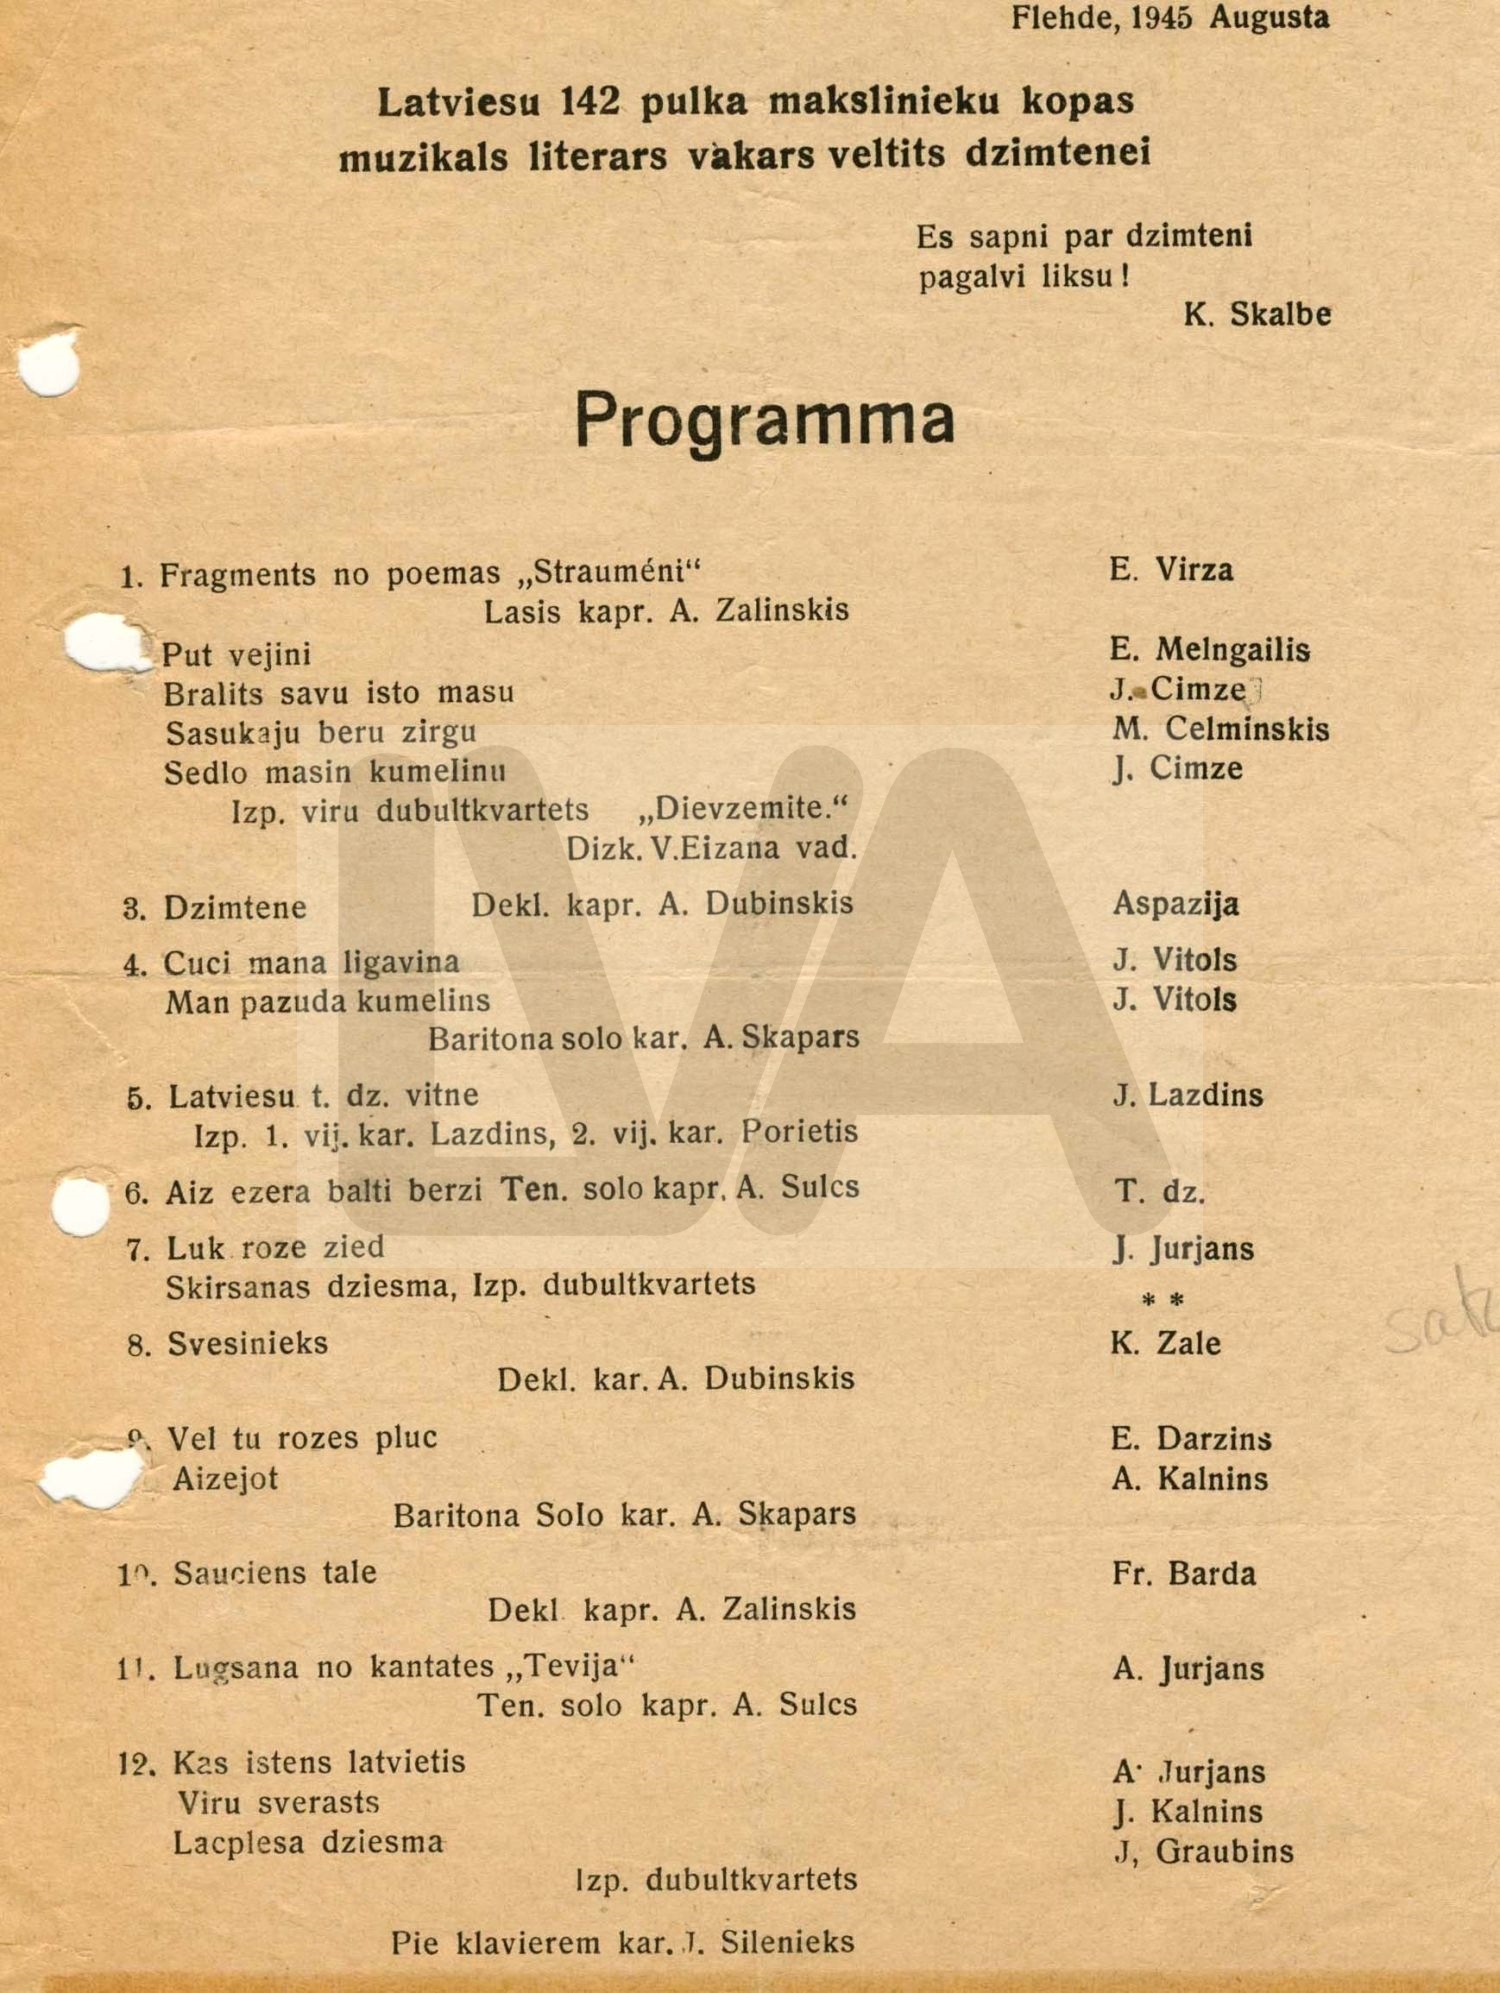 Flehde, 1945 Augusta
Latviesu 142 pulka makslinieku kopas
muzikals literars vakars veltits dzimtenei
Es sapni par dzimteni
pagalvi liksu!
K. Skalbe
Programma
1. Fragments no poemas „Strauméni“ E. Virza
Lasis kapr. A. Zalinskis
Put vejini E. Melngailis
Bralits savu isto masu J. Cimze
Sasukaju beru zirgu M. Celminskis
Sedlo masin kumelinu J. Cimze
Izp. viru dubultkvartets „Dievzemite.“
Dizk. V.Eizana vad.
3. Dzimtene Dekl. kapr. A. Dubinskis Aspazija
4. Cuci mana ligavina J. Vitols
Man pazuda kumelins J. Vitols
Baritona solo kar. A. Skapars
5. Latviesu t. dz. vitne J. Lazdins
Izp. 1. vij. kar. Lazdins, 2. vij. kar. Porietis
6. Aiz ezera balti berzi Ten. solo kapr. A. Sulcs T. dz.
7. Luk roze zied J. Jurjans
Skirsanas dziesma, Izp. dubultkvartets * *
8. Svesinieks K. Zale
Dekl. kar. A. Dubinskis
9. Vel tu rozes pluc E. Darzins
Aizejot A. Kalnins
Baritona Solo kar. A. Skapars
10. Sauciens tale Fr. Barda
Dekl kapr. A. Zalinskis
11. Lugsana no kantates „Tevija“ A. Jurjans
Ten. solo kapr. A. Sulcs
12. Kas istens latvietis A. Jurjans
Viru sverasts J. Kalnins
Lacplesa dziesma J, Graubins
Izp. dubultkvartets
Pie klavierem kar. J. Silenieks
LVA